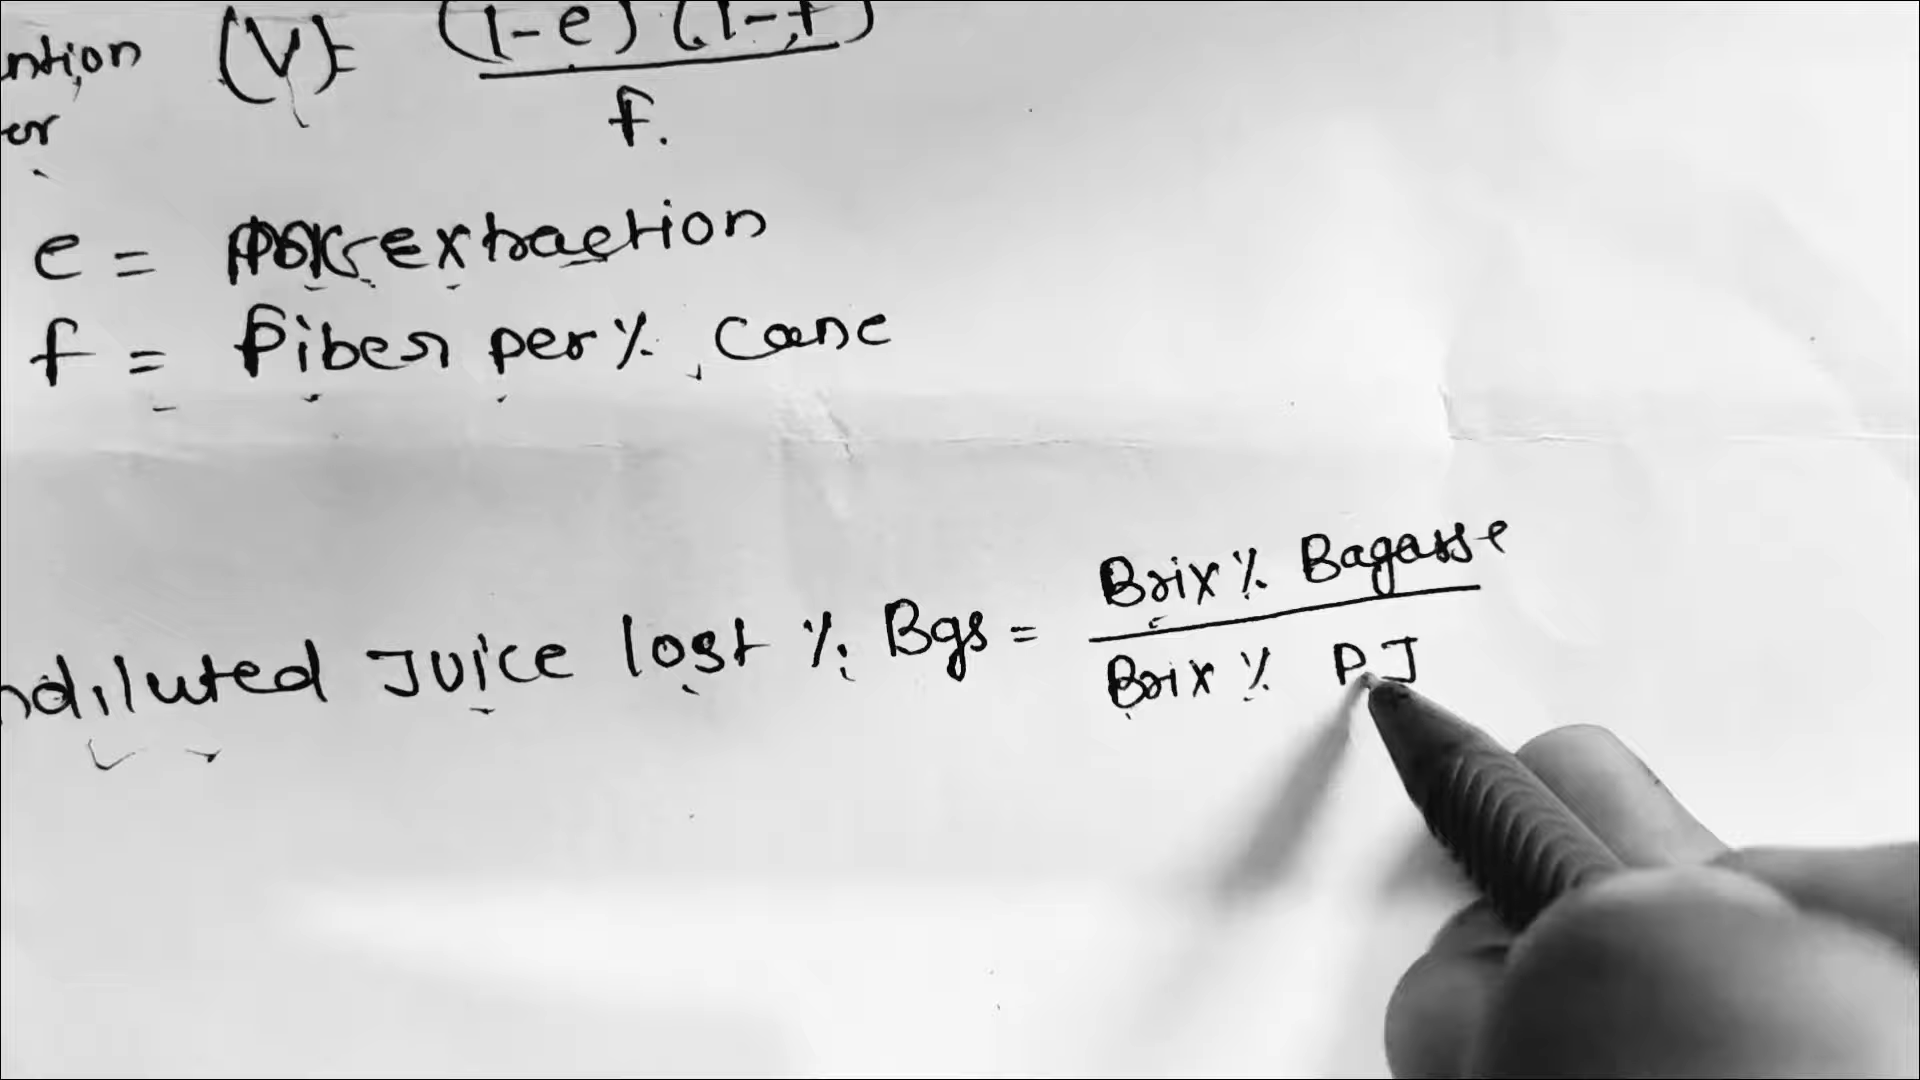 ntion (V) = (1-e) (1-f)
er f.
e = extraction
f = Fiber per % Cane
ndiluted Juice lost % Bgs = Brix % Bagasse
Brix % PJ